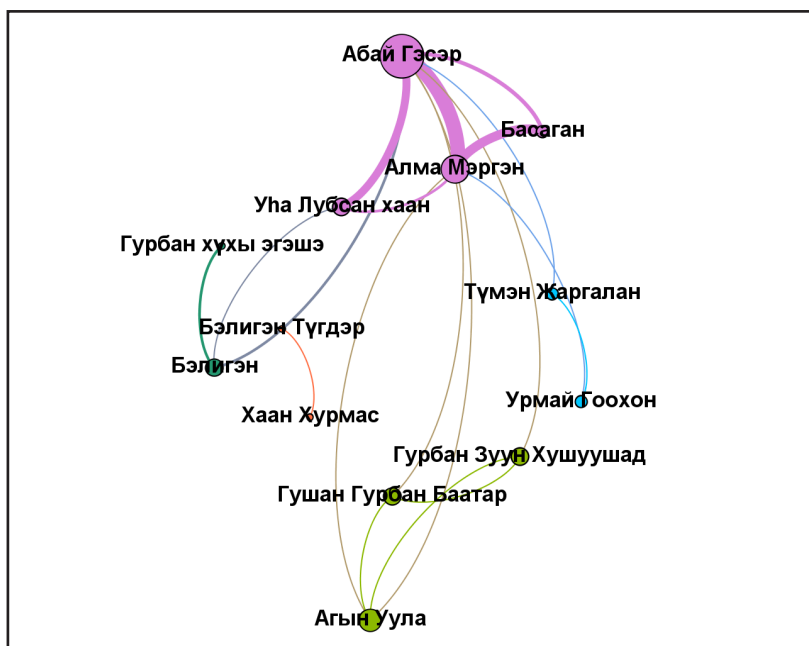 Абай Гэсэр
Басаган
Алма Мэргэн
Уһа Лубсан хаан
Гурбан хүхы эгэшэ
Түмэн Жаргалан
Бэлигэн Түгдэр
Бэлигэн
Урмай Гоохон
Хаан Хурмас
Гурбан Зуун Хушуушад
Гушан Гурбан Баатар
Агын Уула